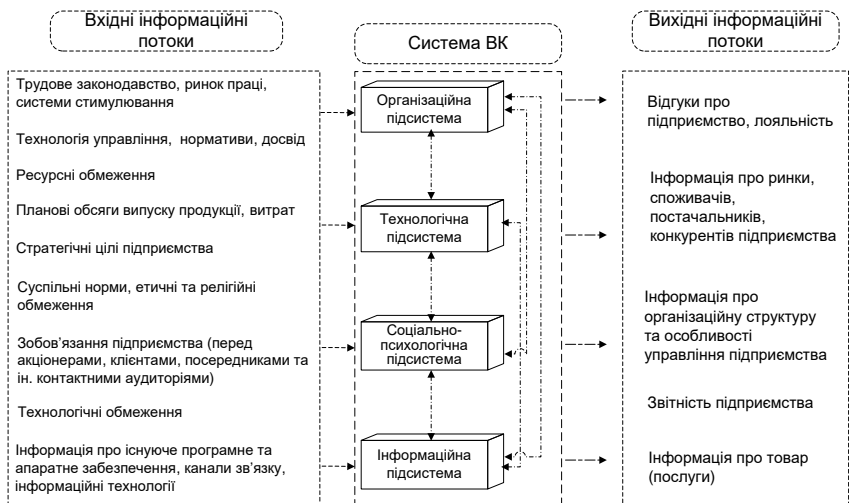 Вхідні інформаційні
потоки
Трудове законодавство, ринок праці,
системи стимулювання
Технологія управління, нормативи, досвід
Ресурсні обмеження
Планові обсяги випуску продукції, витрат
Стратегічні цілі підприємства
Суспільні норми, етичні та релігійні
обмеження
Зобов’язання підприємства (перед
акціонерами, клієнтами, посередниками та
ін. контактними аудиторіями)
Технологічні обмеження
Інформація про існуюче програмне та
апаратне забезпечення, канали зв’язку,
інформаційні технології
Система ВК
Організаційна
підсистема
Технологічна
підсистема
Соціально-
психологічна
підсистема
Інформаційна
підсистема
Вихідні інформаційні
потоки
Відгуки про
підприємство, лояльність
Інформація про ринки,
споживачів,
постачальників,
конкурентів підприємства
Інформація про
організаційну структуру
та особливості
управління підприємства
Звітність підприємства
Інформація про товар
(послуги)